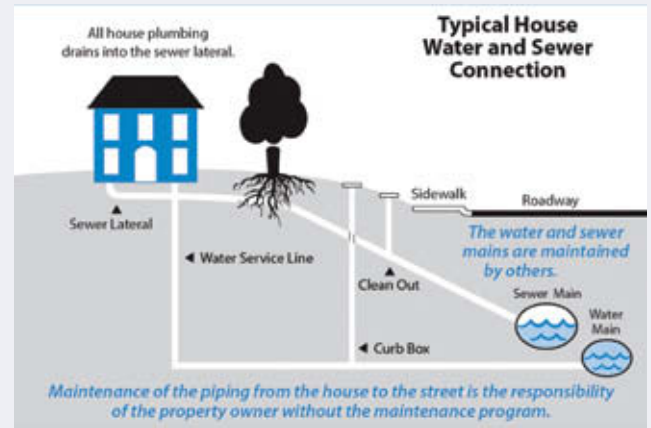 All house plumbing
drains into the sewer lateral.
Typical House
Water and Sewer
Connection
Sidewalk
Roadway
Sewer Lateral
The water and sewer
mains are maintained
by others.
Water Service Line
Clean Out
Sewer Main
Water
Main
Curb Box
Maintenance of the piping from the house to the street is the responsibility
of the property owner without the maintenance program.